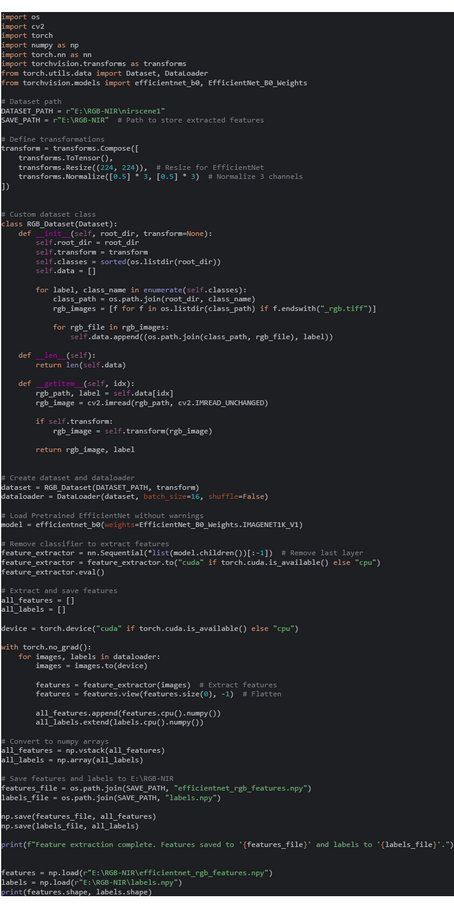 import os
import cv2
import torch
import numpy as np
import torch.nn as nn
import torchvision.transforms as transforms
from torch.utils.data import Dataset, DataLoader
from torchvision.models import efficientnet_b0, EfficientNet_B0_Weights

# Dataset path
DATASET_PATH = r"E:\RGB-NIR\nirscene1"
SAVE_PATH = r"E:\RGB-NIR"  # Path to store extracted features

# Define transformations
transform = transforms.Compose([
    transforms.ToTensor(),
    transforms.Resize((224, 224)),  # Resize for EfficientNet
    transforms.Normalize([0.5] * 3, [0.5] * 3)  # Normalize 3 channels
])


# Custom dataset class
class RGB_Dataset(Dataset):
    def __init__(self, root_dir, transform=None):
        self.root_dir = root_dir
        self.transform = transform
        self.classes = sorted(os.listdir(root_dir))
        self.data = []

        for label, class_name in enumerate(self.classes):
            class_path = os.path.join(root_dir, class_name)
            rgb_images = [f for f in os.listdir(class_path) if f.endswith("_rgb.tiff")]

            for rgb_file in rgb_images:
                self.data.append((os.path.join(class_path, rgb_file), label))

    def __len__(self):
        return len(self.data)

    def __getitem__(self, idx):
        rgb_path, label = self.data[idx]
        rgb_image = cv2.imread(rgb_path, cv2.IMREAD_UNCHANGED)

        if self.transform:
            rgb_image = self.transform(rgb_image)

        return rgb_image, label


# Create dataset and dataloader
dataset = RGB_Dataset(DATASET_PATH, transform)
dataloader = DataLoader(dataset, batch_size=16, shuffle=False)

# Load Pretrained EfficientNet without warnings
model = efficientnet_b0(weights=EfficientNet_B0_Weights.IMAGENET1K_V1)

# Remove classifier to extract features
feature_extractor = nn.Sequential(*list(model.children())[:-1])  # Remove last layer
feature_extractor = feature_extractor.to("cuda" if torch.cuda.is_available() else "cpu")
feature_extractor.eval()

# Extract and save features
all_features = []
all_labels = []

device = torch.device("cuda" if torch.cuda.is_available() else "cpu")

with torch.no_grad():
    for images, labels in dataloader:
        images = images.to(device)

        features = feature_extractor(images)  # Extract features
        features = features.view(features.size(0), -1)  # Flatten

        all_features.append(features.cpu().numpy())
        all_labels.extend(labels.cpu().numpy())

# Convert to numpy arrays
all_features = np.vstack(all_features)
all_labels = np.array(all_labels)

# Save features and labels to E:\RGB-NIR
features_file = os.path.join(SAVE_PATH, "efficientnet_rgb_features.npy")
labels_file = os.path.join(SAVE_PATH, "labels.npy")

np.save(features_file, all_features)
np.save(labels_file, all_labels)

print(f"Feature extraction complete. Features saved to '{features_file}' and labels to '{labels_file}'.")


features = np.load(r"E:\RGB-NIR\efficientnet_rgb_features.npy")
labels = np.load(r"E:\RGB-NIR\labels.npy")
print(features.shape, labels.shape)